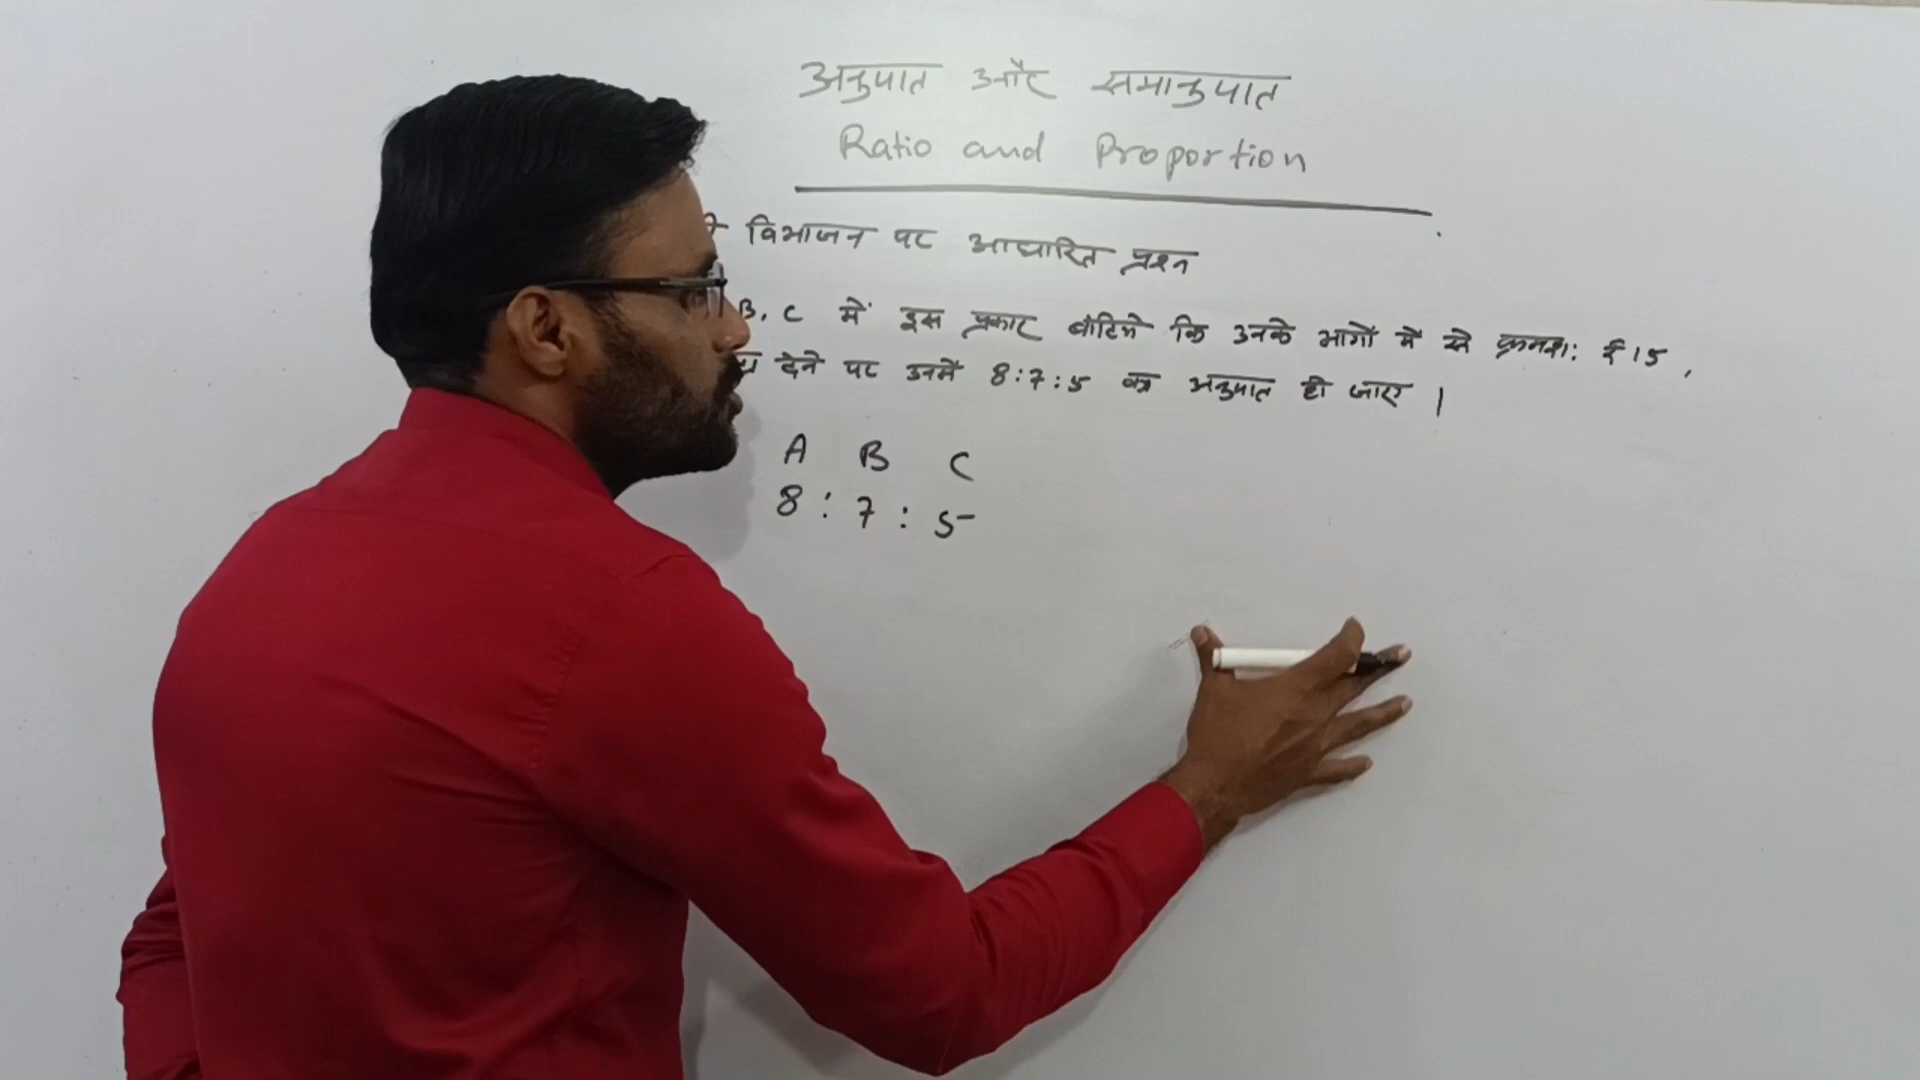 अनुपात और समानुपात
Ratio and Proportion
विभाजन पर आधारित प्रश्न
B, C में इस प्रकार बाँटिये कि उनके भागों में से क्रमशः ₹15,
देने पर उनमें 8:7:5 का अनुपात हो जाए।
A B C
8 : 7 : 5